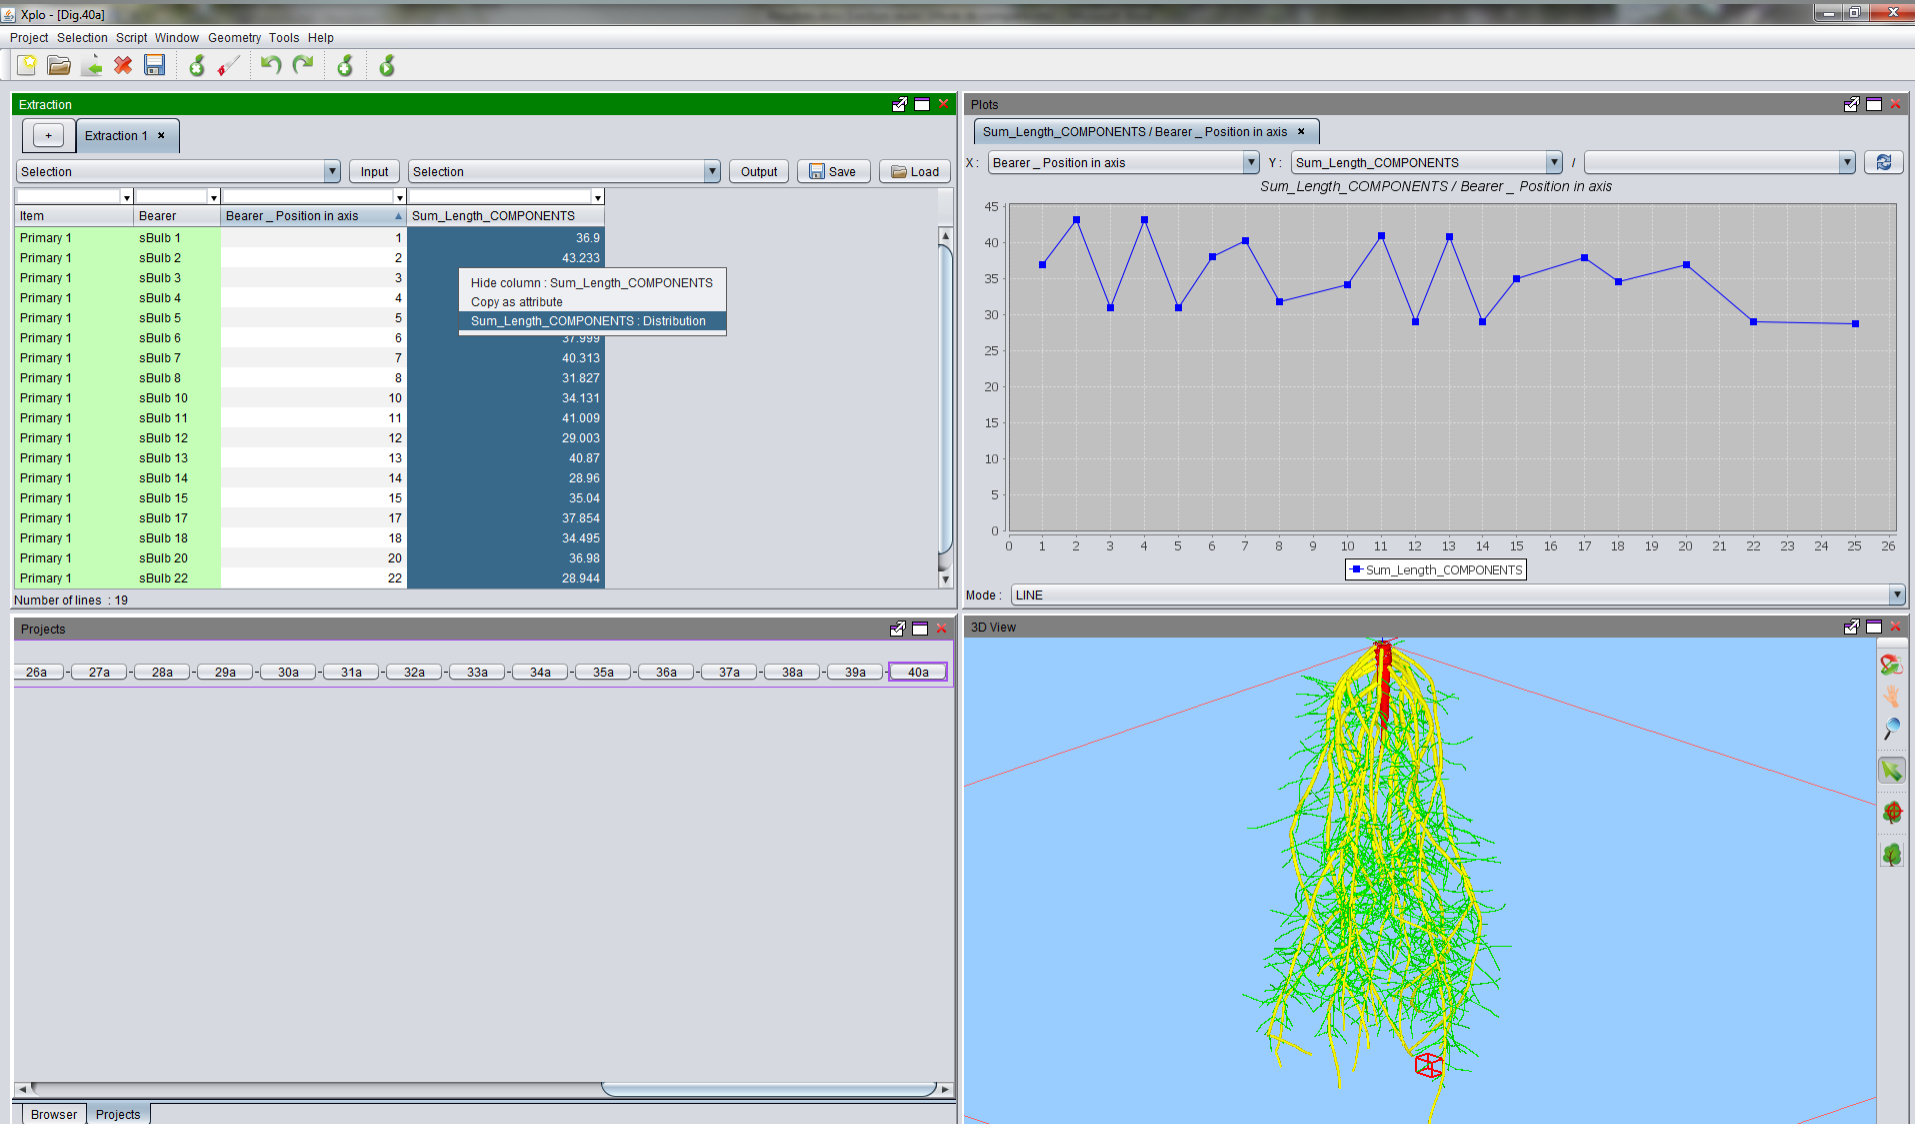 Xplo - [Dig.40a]
Project Selection Script Window Geometry Tools Help
Extraction
+ Extraction 1 ×
Selection Input Selection Output Save Load
Item Bearer Bearer _ Position in axis Sum_Length_COMPONENTS
Primary 1 sBulb 1 1 36.9
Primary 1 sBulb 2 2 43.233
Primary 1 sBulb 3 3
Primary 1 sBulb 4 4
Primary 1 sBulb 5 5
Primary 1 sBulb 6 6 37.999
Primary 1 sBulb 7 7 40.313
Primary 1 sBulb 8 8 31.827
Primary 1 sBulb 10 10 34.131
Primary 1 sBulb 11 11 41.009
Primary 1 sBulb 12 12 29.003
Primary 1 sBulb 13 13 40.87
Primary 1 sBulb 14 14 28.96
Primary 1 sBulb 15 15 35.04
Primary 1 sBulb 17 17 37.854
Primary 1 sBulb 18 18 34.495
Primary 1 sBulb 20 20 36.98
Primary 1 sBulb 22 22 28.944
Hide column : Sum_Length_COMPONENTS
Copy as attribute
Sum_Length_COMPONENTS : Distribution
Number of lines : 19
Plots
Sum_Length_COMPONENTS / Bearer _ Position in axis ×
X : Bearer _ Position in axis Y : Sum_Length_COMPONENTS /
Sum_Length_COMPONENTS / Bearer _ Position in axis
45
40
35
30
25
20
15
10
5
0
0 1 2 3 4 5 6 7 8 9 10 11 12 13 14 15 16 17 18 19 20 21 22 23 24 25 26
Sum_Length_COMPONENTS
Mode : LINE
Projects
26a - 27a - 28a - 29a - 30a - 31a - 32a - 33a - 34a - 35a - 36a - 37a - 38a - 39a - 40a
Browser Projects
3D View